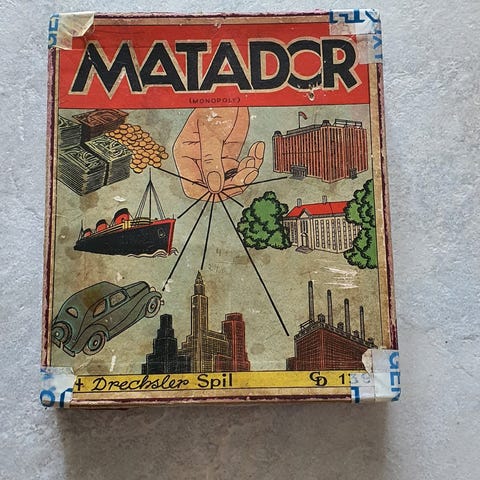 MATADOR
(MONOPOLY)
Drechsler Spil